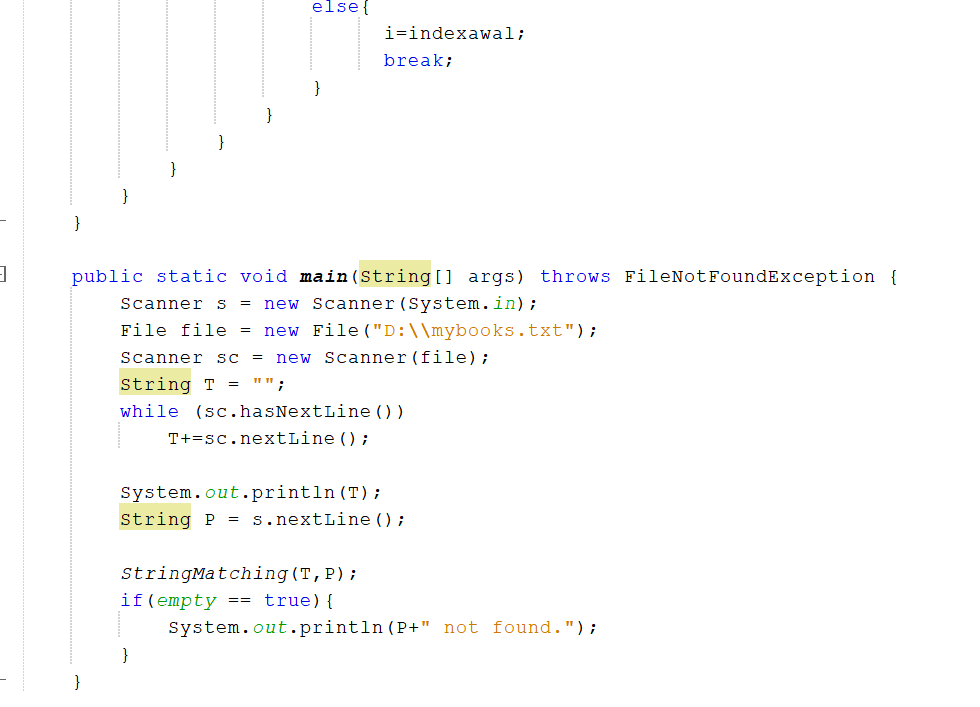 else{
i=indexawal;
break;
}
}
}
}
}
}
public static void main(String[] args) throws FileNotFoundException {
Scanner s = new Scanner(System.in);
File file = new File("D:\\mybooks.txt");
Scanner sc = new Scanner(file);
String T = "";
while (sc.hasNextLine())
T+=sc.nextLine();
System.out.println(T);
String P = s.nextLine();
StringMatching(T,P);
if(empty == true){
System.out.println(P+" not found.");
}
}